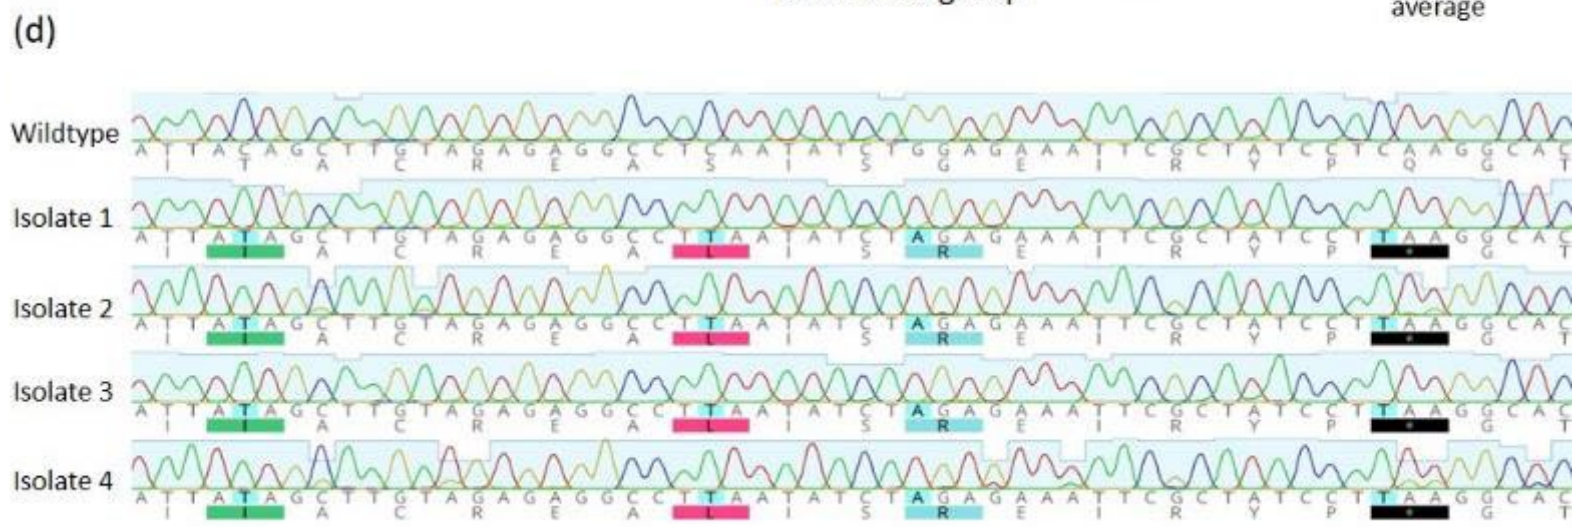 average
(d)
Wildtype
A T T A C A G C T T G T A G A G A G G C C T C A A T A T C T G G A G A A A T T C G C T A T C C T C A A G G C A C
I T A C R E A S I S G E I R Y P Q G T
Isolate 1
A T T A T A G C T T G T A G A G A G G C C T T A A T A T C T A G A G A A A T T C G C T A T C C T T A A G G C A C
I I A C R E A L I S R E I R Y P * G T
Isolate 2
A T T A T A G C T T G T A G A G A G G C C T T A A T A T C T A G A G A A A T T C G C T A T C C T T A A G G C A C
I I A C R E A L I S R E I R Y P * G T
Isolate 3
A T T A T A G C T T G T A G A G A G G C C T T A A T A T C T A G A G A A A T T C G C T A T C C T T A A G G C A C
I I A C R E A L I S R E I R Y P * G T
Isolate 4
A T T A T A G C T T G T A G A G A G G C C T T A A T A T C T A G A G A A A T T C G C T A T C C T T A A G G C A C
I I A C R E A L I S R E I R Y P * G T